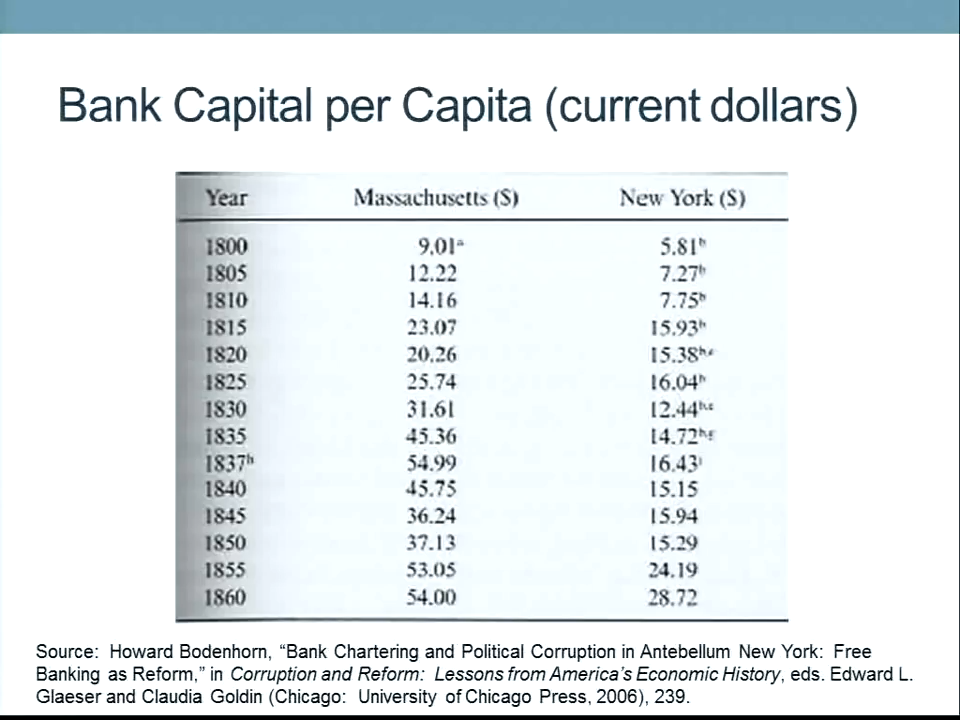 Bank Capital per Capita (current dollars)
Year Massachusetts ($) New York ($)
1800 9.01ᵃ 5.81ᵇ
1805 12.22 7.27ᵇ
1810 14.16 7.75ᵇ
1815 23.07 15.93ᵇ
1820 20.26 15.38
1825 25.74 16.04ᵇ
1830 31.61 12.44
1835 45.36 14.72
1837ʰ 54.99 16.43
1840 45.75 15.15
1845 36.24 15.94
1850 37.13 15.29
1855 53.05 24.19
1860 54.00 28.72
Source: Howard Bodenhorn, “Bank Chartering and Political Corruption in Antebellum New York: Free
Banking as Reform,” in Corruption and Reform: Lessons from America’s Economic History, eds. Edward L.
Glaeser and Claudia Goldin (Chicago: University of Chicago Press, 2006), 239.